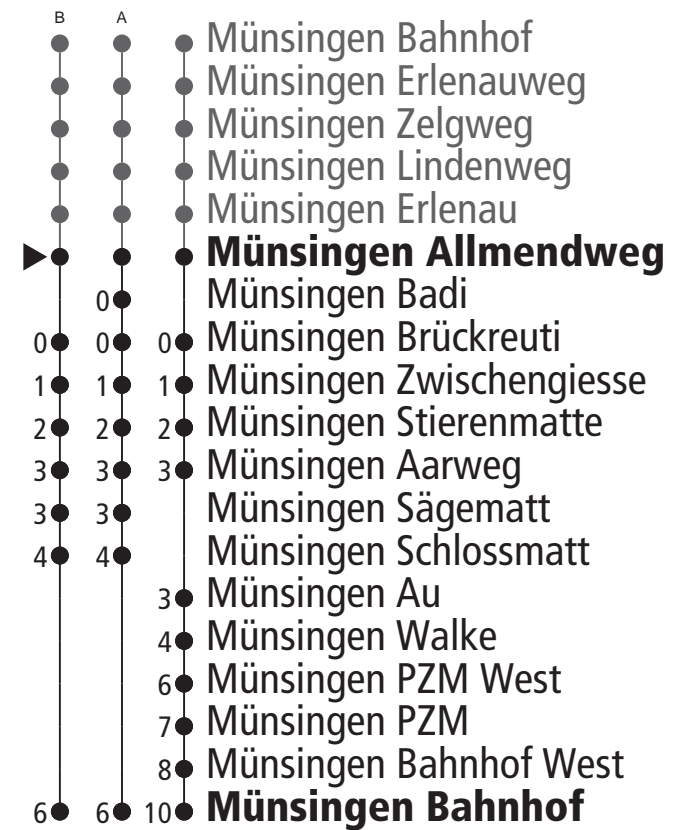 B A
Münsingen Bahnhof
Münsingen Erlenauweg
Münsingen Zelgweg
Münsingen Lindenweg
Münsingen Erlenau
Münsingen Allmendweg
0 Münsingen Badi
0 0 0 Münsingen Brückreuti
1 1 1 Münsingen Zwischengiesse
2 2 2 Münsingen Stierenmatte
3 3 3 Münsingen Aarweg
3 3 Münsingen Sägematt
4 4 Münsingen Schlossmatt
3 Münsingen Au
4 Münsingen Walke
6 Münsingen PZM West
7 Münsingen PZM
8 Münsingen Bahnhof West
6 6 10 Münsingen Bahnhof